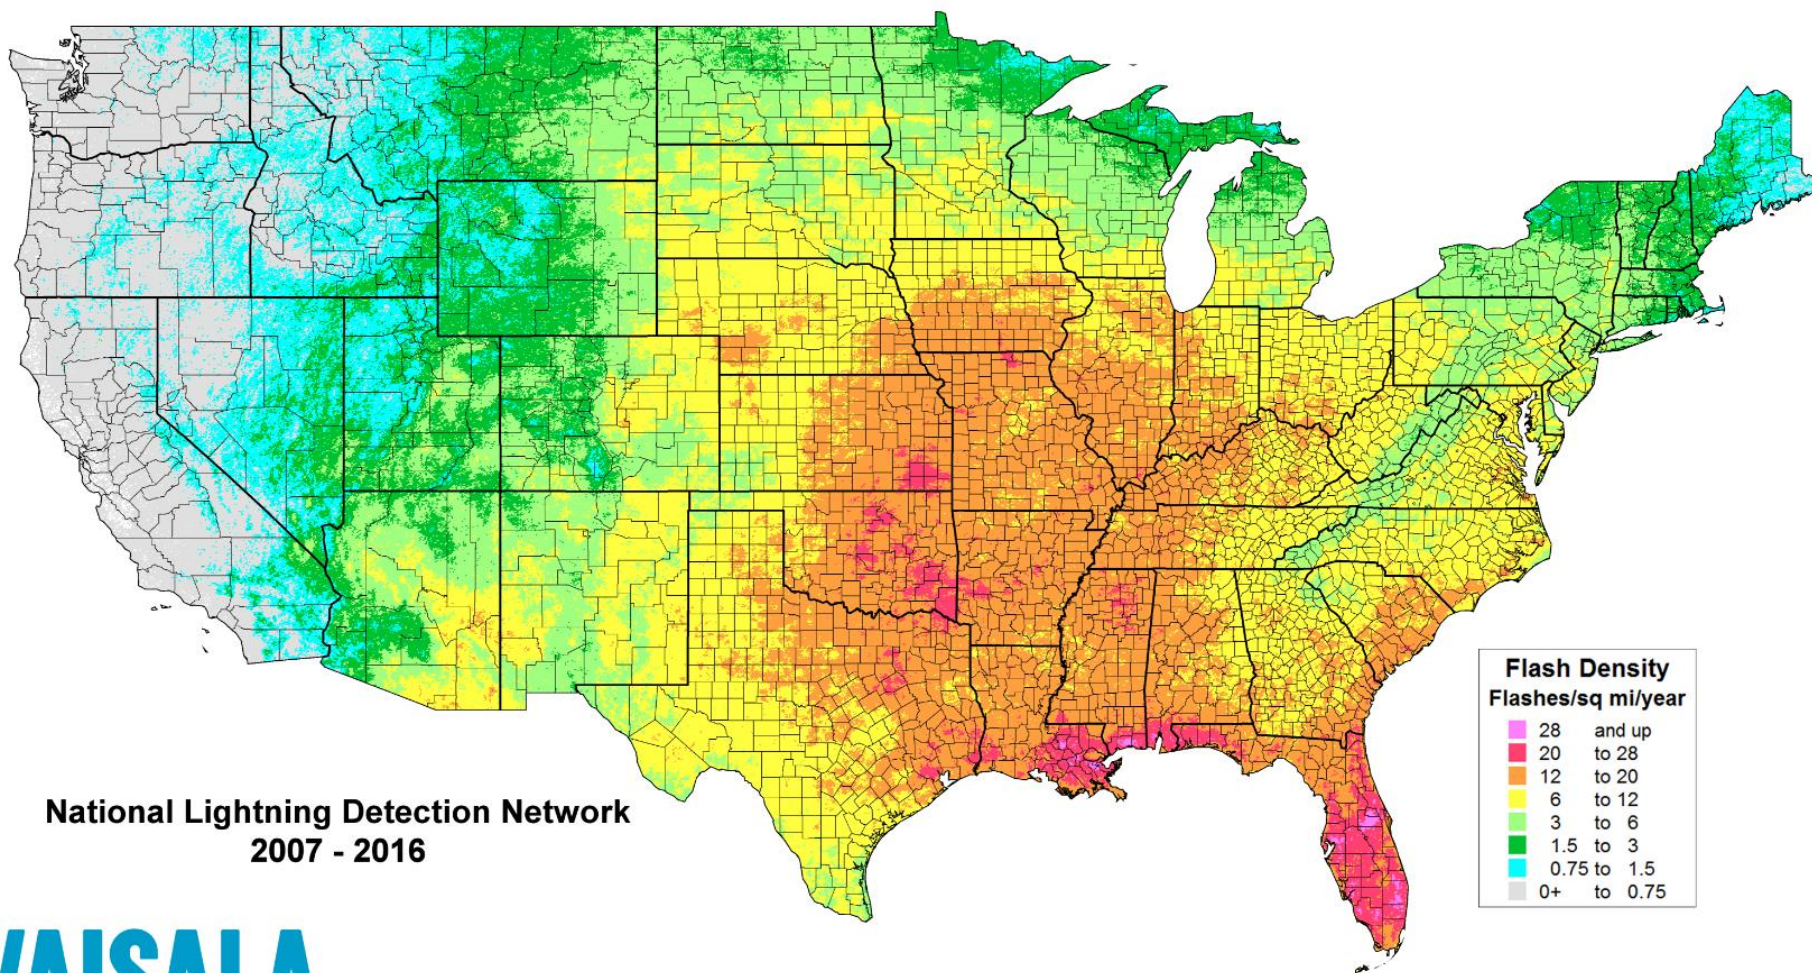 Flash Density
Flashes/sq mi/year
28 and up
20 to 28
12 to 20
6 to 12
3 to 6
1.5 to 3
0.75 to 1.5
0+ to 0.75
National Lightning Detection Network
2007 - 2016
VAISALA